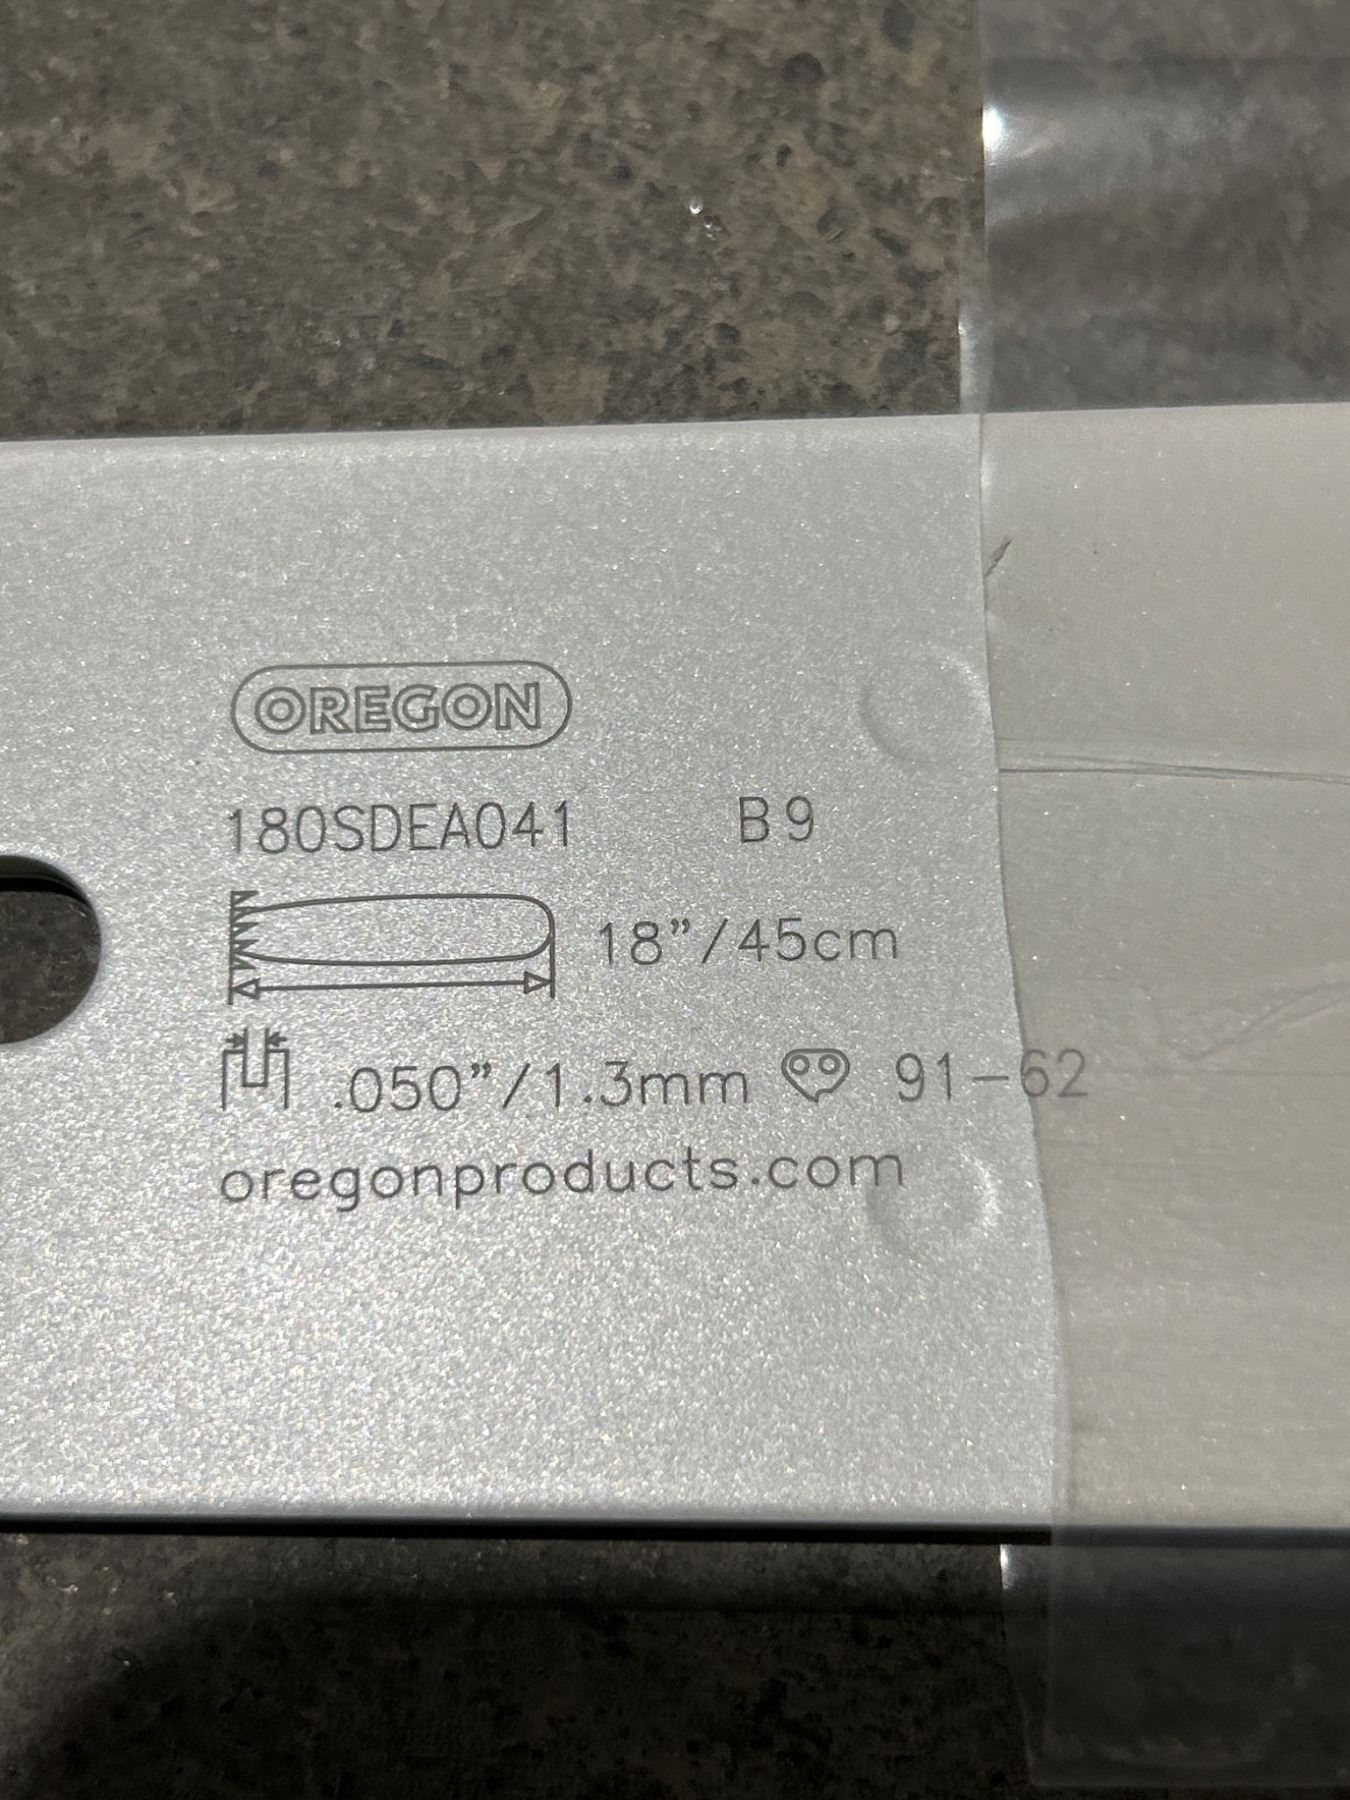 OREGON
180SDEA041 B9
18”/45cm
.050”/1.3mm 91-62
oregonproducts.com